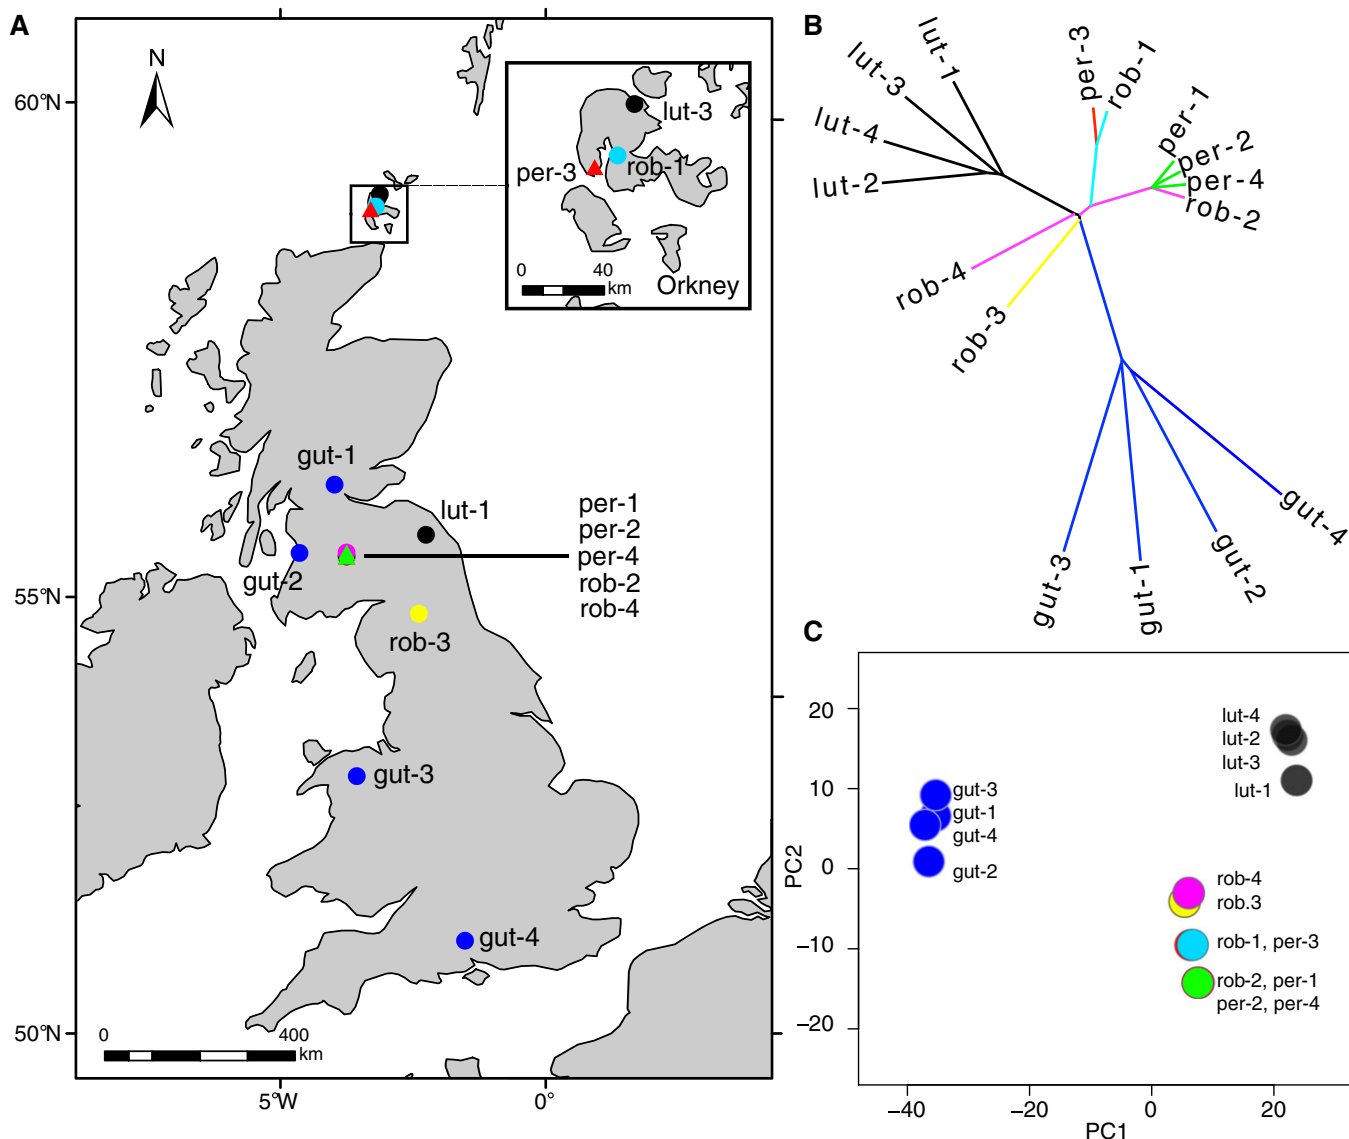 A
N
60°N
55°N
50°N
5°W
0°
lut-3
per-3
rob-1
0
40
km
Orkney
gut-1
lut-1
per-1
per-2
per-4
rob-2
rob-4
gut-2
rob-3
gut-3
gut-4
0
400
km
B
lut-1
lut-3
lut-4
lut-2
per-3
rob-1
per-1
per-2
per-4
rob-2
rob-4
rob-3
gut-3
gut-1
gut-2
gut-4
C
PC2
20
10
0
−10
−20
lut-4
lut-2
lut-3
lut-1
gut-3
gut-1
gut-4
gut-2
rob-4
rob.3
rob-1, per-3
rob-2, per-1
per-2, per-4
−40
−20
0
20
PC1